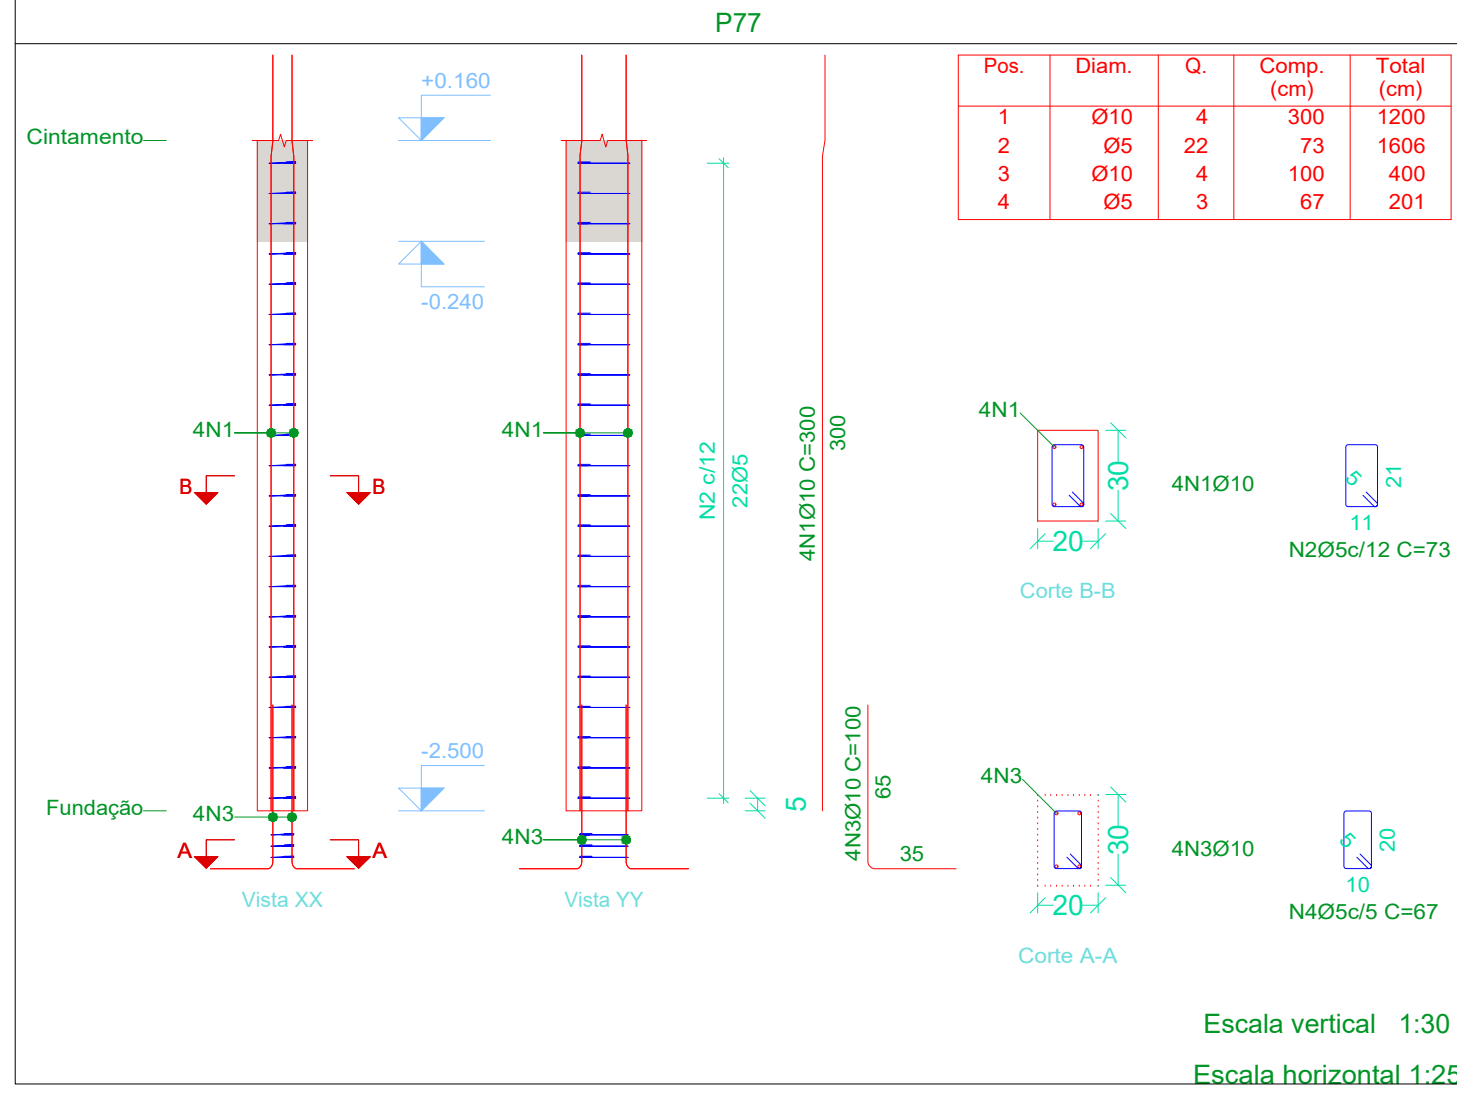 P77
Pos. Diam. Q. Comp. (cm) Total (cm)
1 Ø10 4 300 1200
2 Ø5 22 73 1606
3 Ø10 4 100 400
4 Ø5 3 67 201
+0.160
Cintamento
-0.240
4N1
4N1
B
B
N2 c/12
22Ø5
4N1Ø10 C=300
300
4N1
30
20
4N1Ø10
Corte B-B
5
21
11
N2Ø5c/12 C=73
-2.500
Fundação
4N3
4N3
A
A
Vista XX
Vista YY
5
4N3Ø10 C=100
65
35
4N3
30
20
4N3Ø10
Corte A-A
5
20
10
N4Ø5c/5 C=67
Escala vertical 1:30
Escala horizontal 1:25